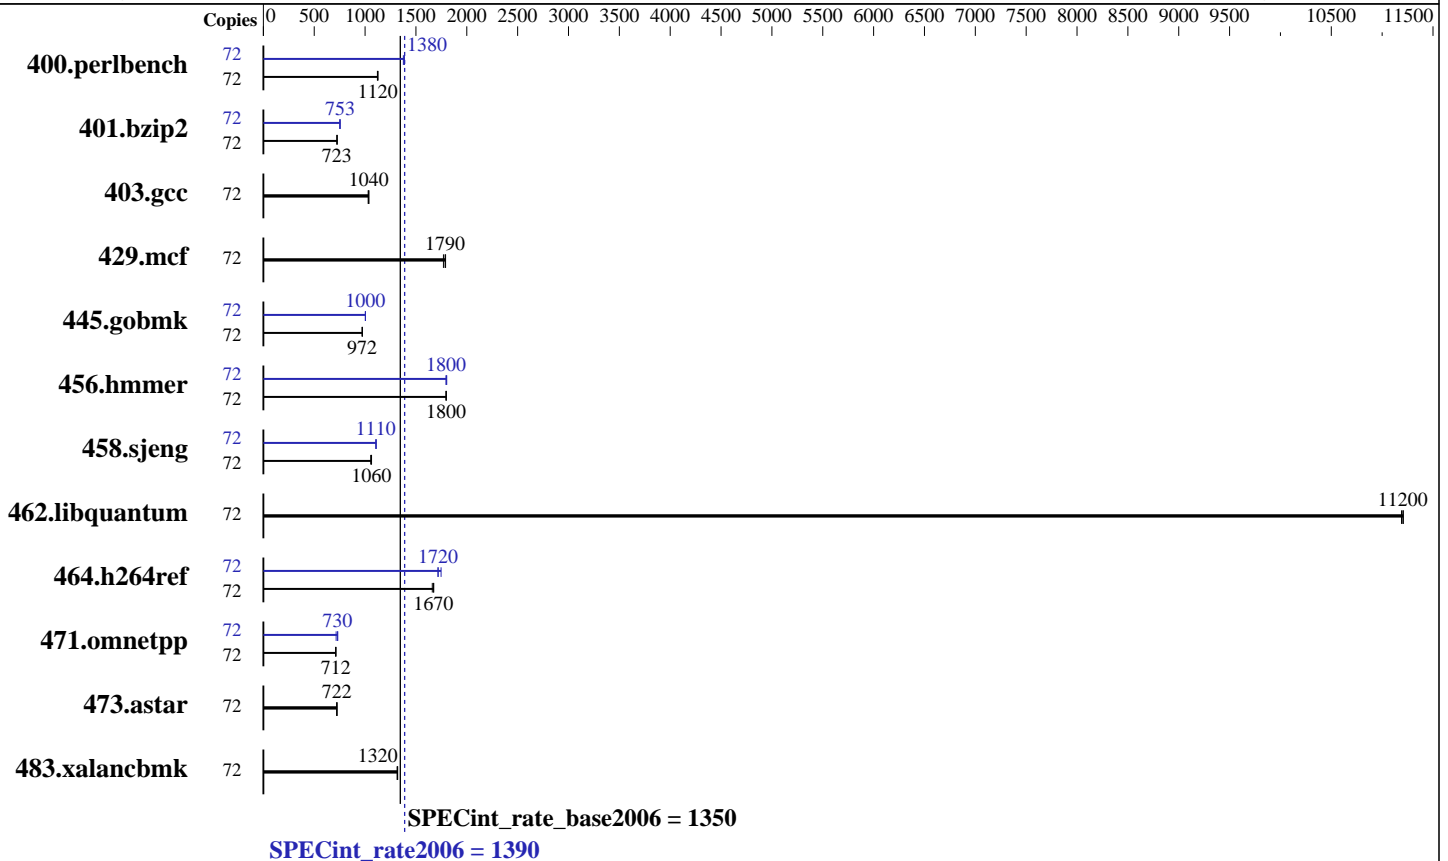 Copies 0 500 1000 1500 2000 2500 3000 3500 4000 4500 5000 5500 6000 6500 7000 7500 8000 8500 9000 9500 10500 11500
400.perlbench 72 1380
72 1120
401.bzip2 72 753
72 723
403.gcc 72 1040
429.mcf 72 1790
445.gobmk 72 1000
72 972
456.hmmer 72 1800
72 1800
458.sjeng 72 1110
72 1060
462.libquantum 72 11200
464.h264ref 72 1720
72 1670
471.omnetpp 72 730
72 712
473.astar 72 722
483.xalancbmk 72 1320
SPECint_rate_base2006 = 1350
SPECint_rate2006 = 1390